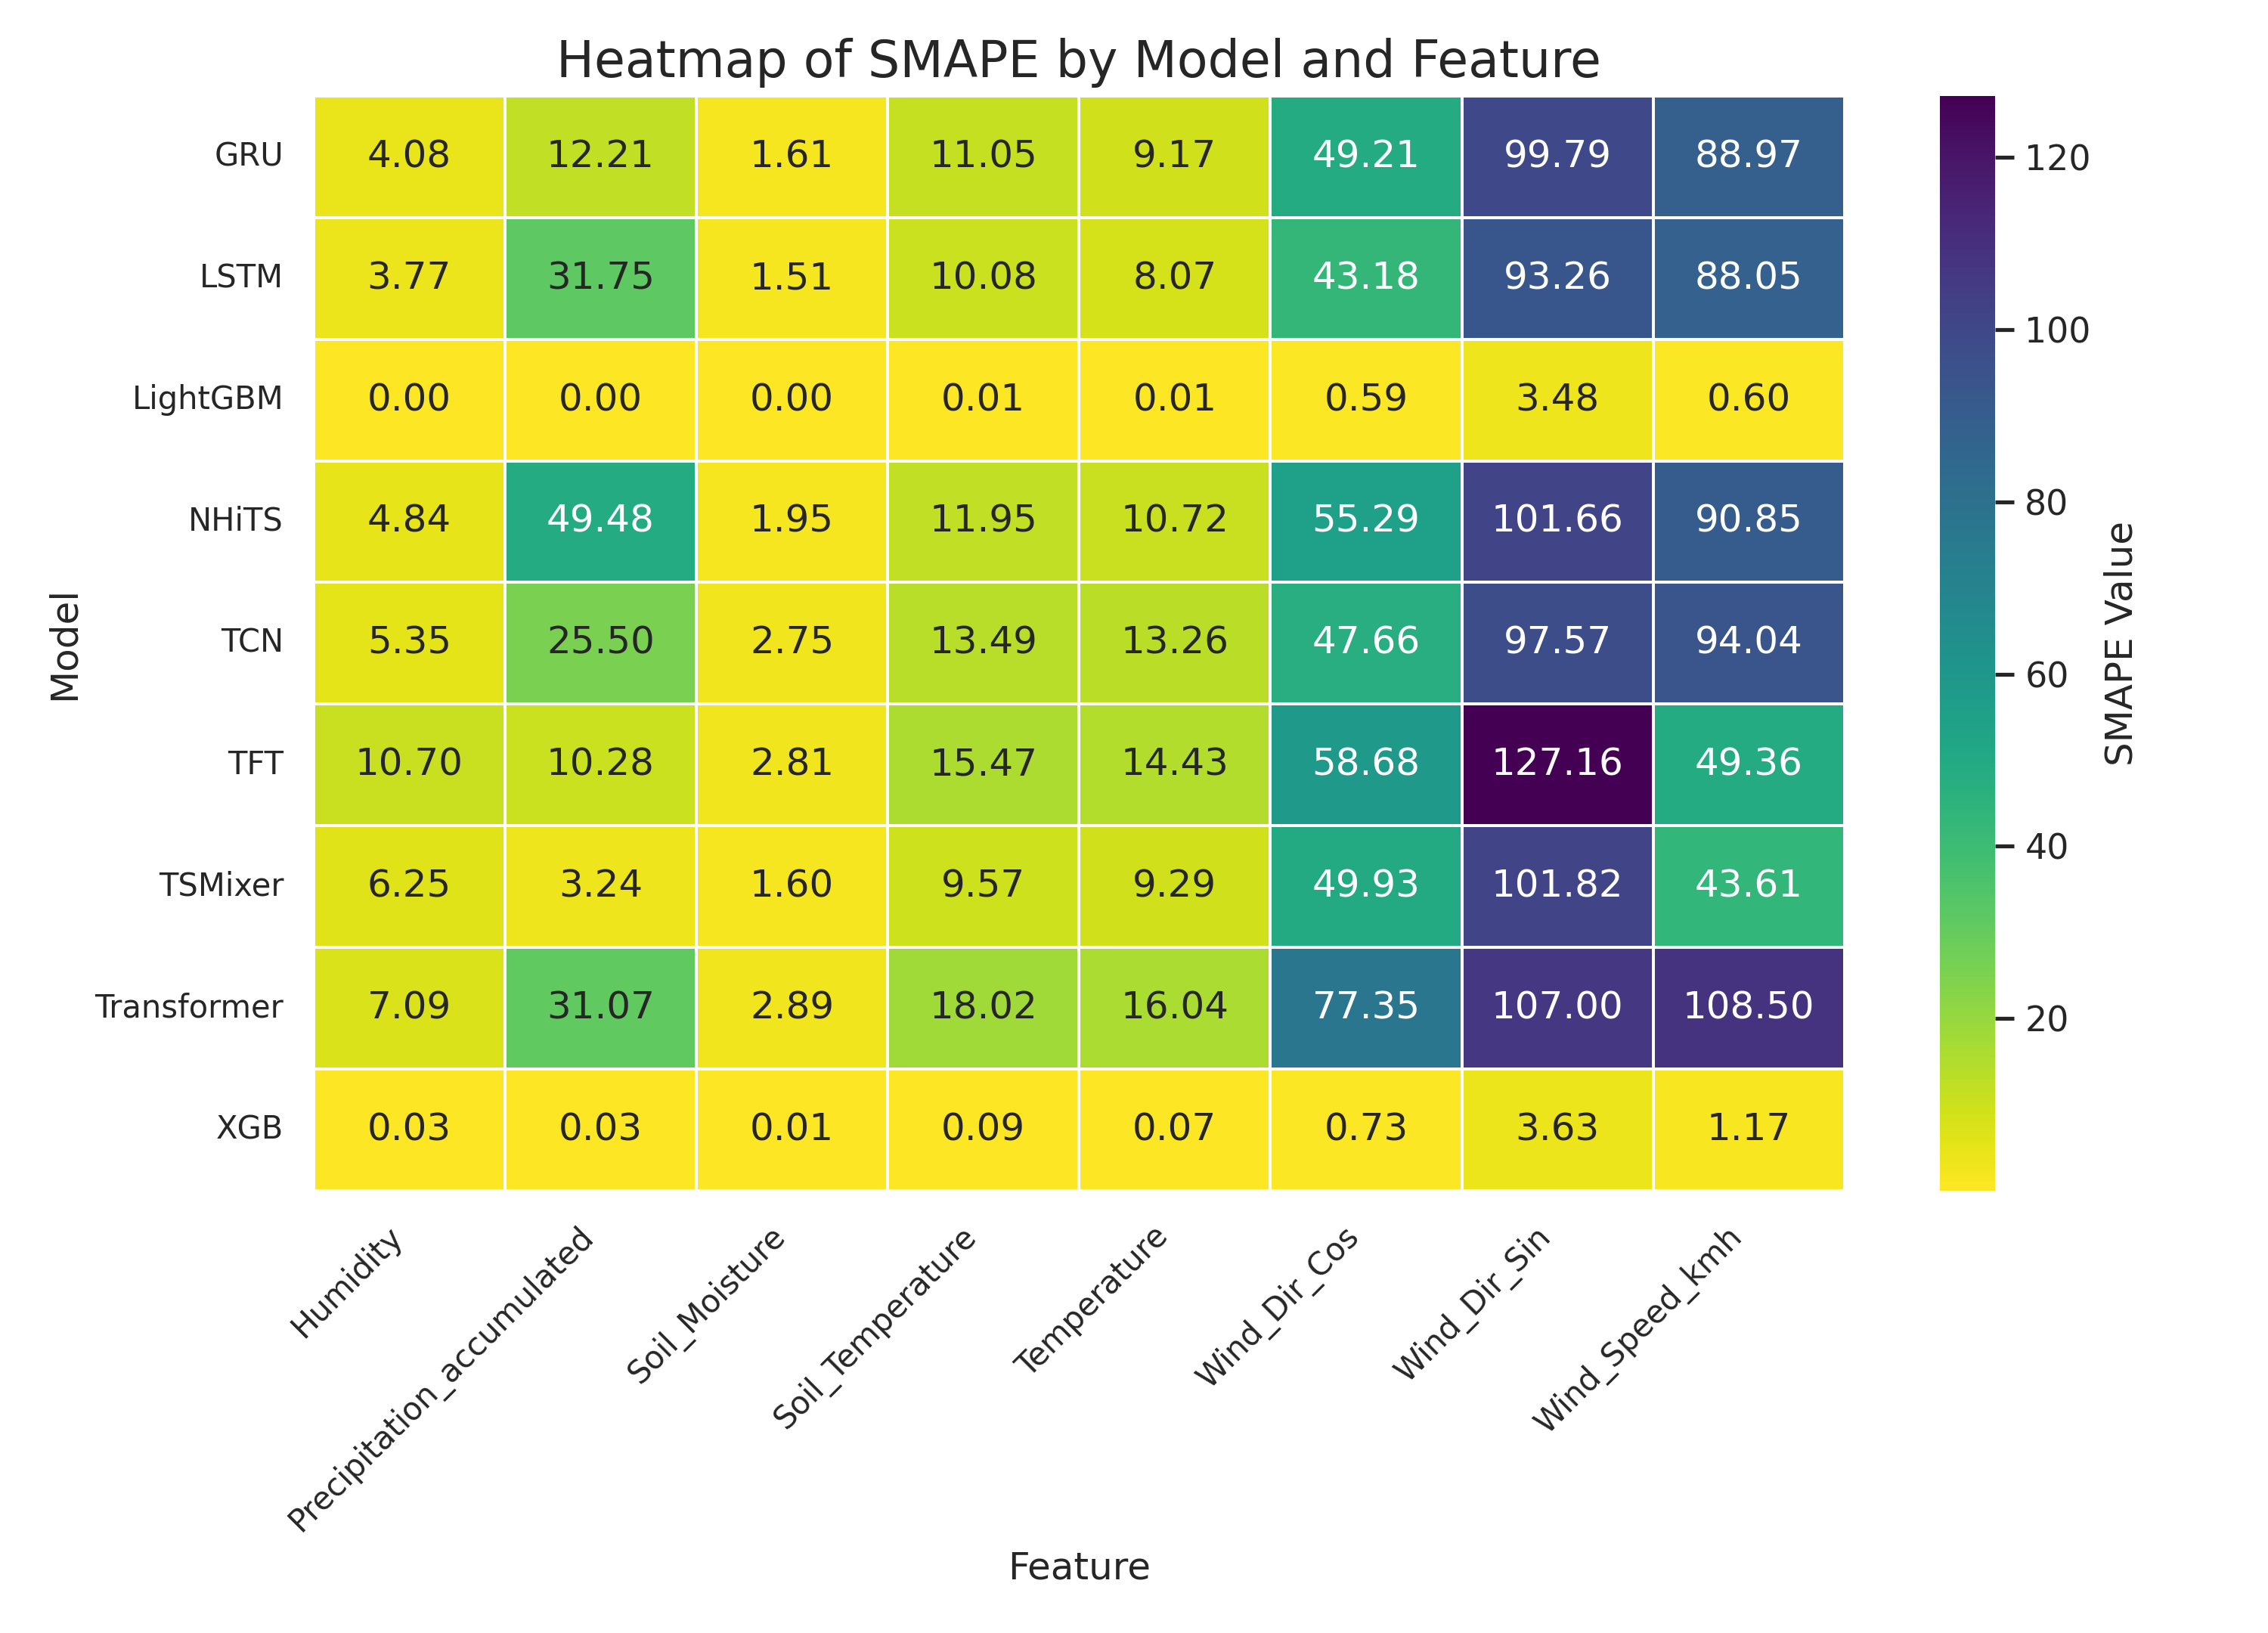 Heatmap of SMAPE by Model and Feature
GRU 4.08 12.21 1.61 11.05 9.17 49.21 99.79 88.97
LSTM 3.77 31.75 1.51 10.08 8.07 43.18 93.26 88.05
LightGBM 0.00 0.00 0.00 0.01 0.01 0.59 3.48 0.60
NHiTS 4.84 49.48 1.95 11.95 10.72 55.29 101.66 90.85
TCN 5.35 25.50 2.75 13.49 13.26 47.66 97.57 94.04
TFT 10.70 10.28 2.81 15.47 14.43 58.68 127.16 49.36
TSMixer 6.25 3.24 1.60 9.57 9.29 49.93 101.82 43.61
Transformer 7.09 31.07 2.89 18.02 16.04 77.35 107.00 108.50
XGB 0.03 0.03 0.01 0.09 0.07 0.73 3.63 1.17
Model
Humidity
Precipitation_accumulated
Soil_Moisture
Soil_Temperature
Temperature
Wind_Dir_Cos
Wind_Dir_Sin
Wind_Speed_kmh
Feature
120
100
80
60
40
20
SMAPE Value